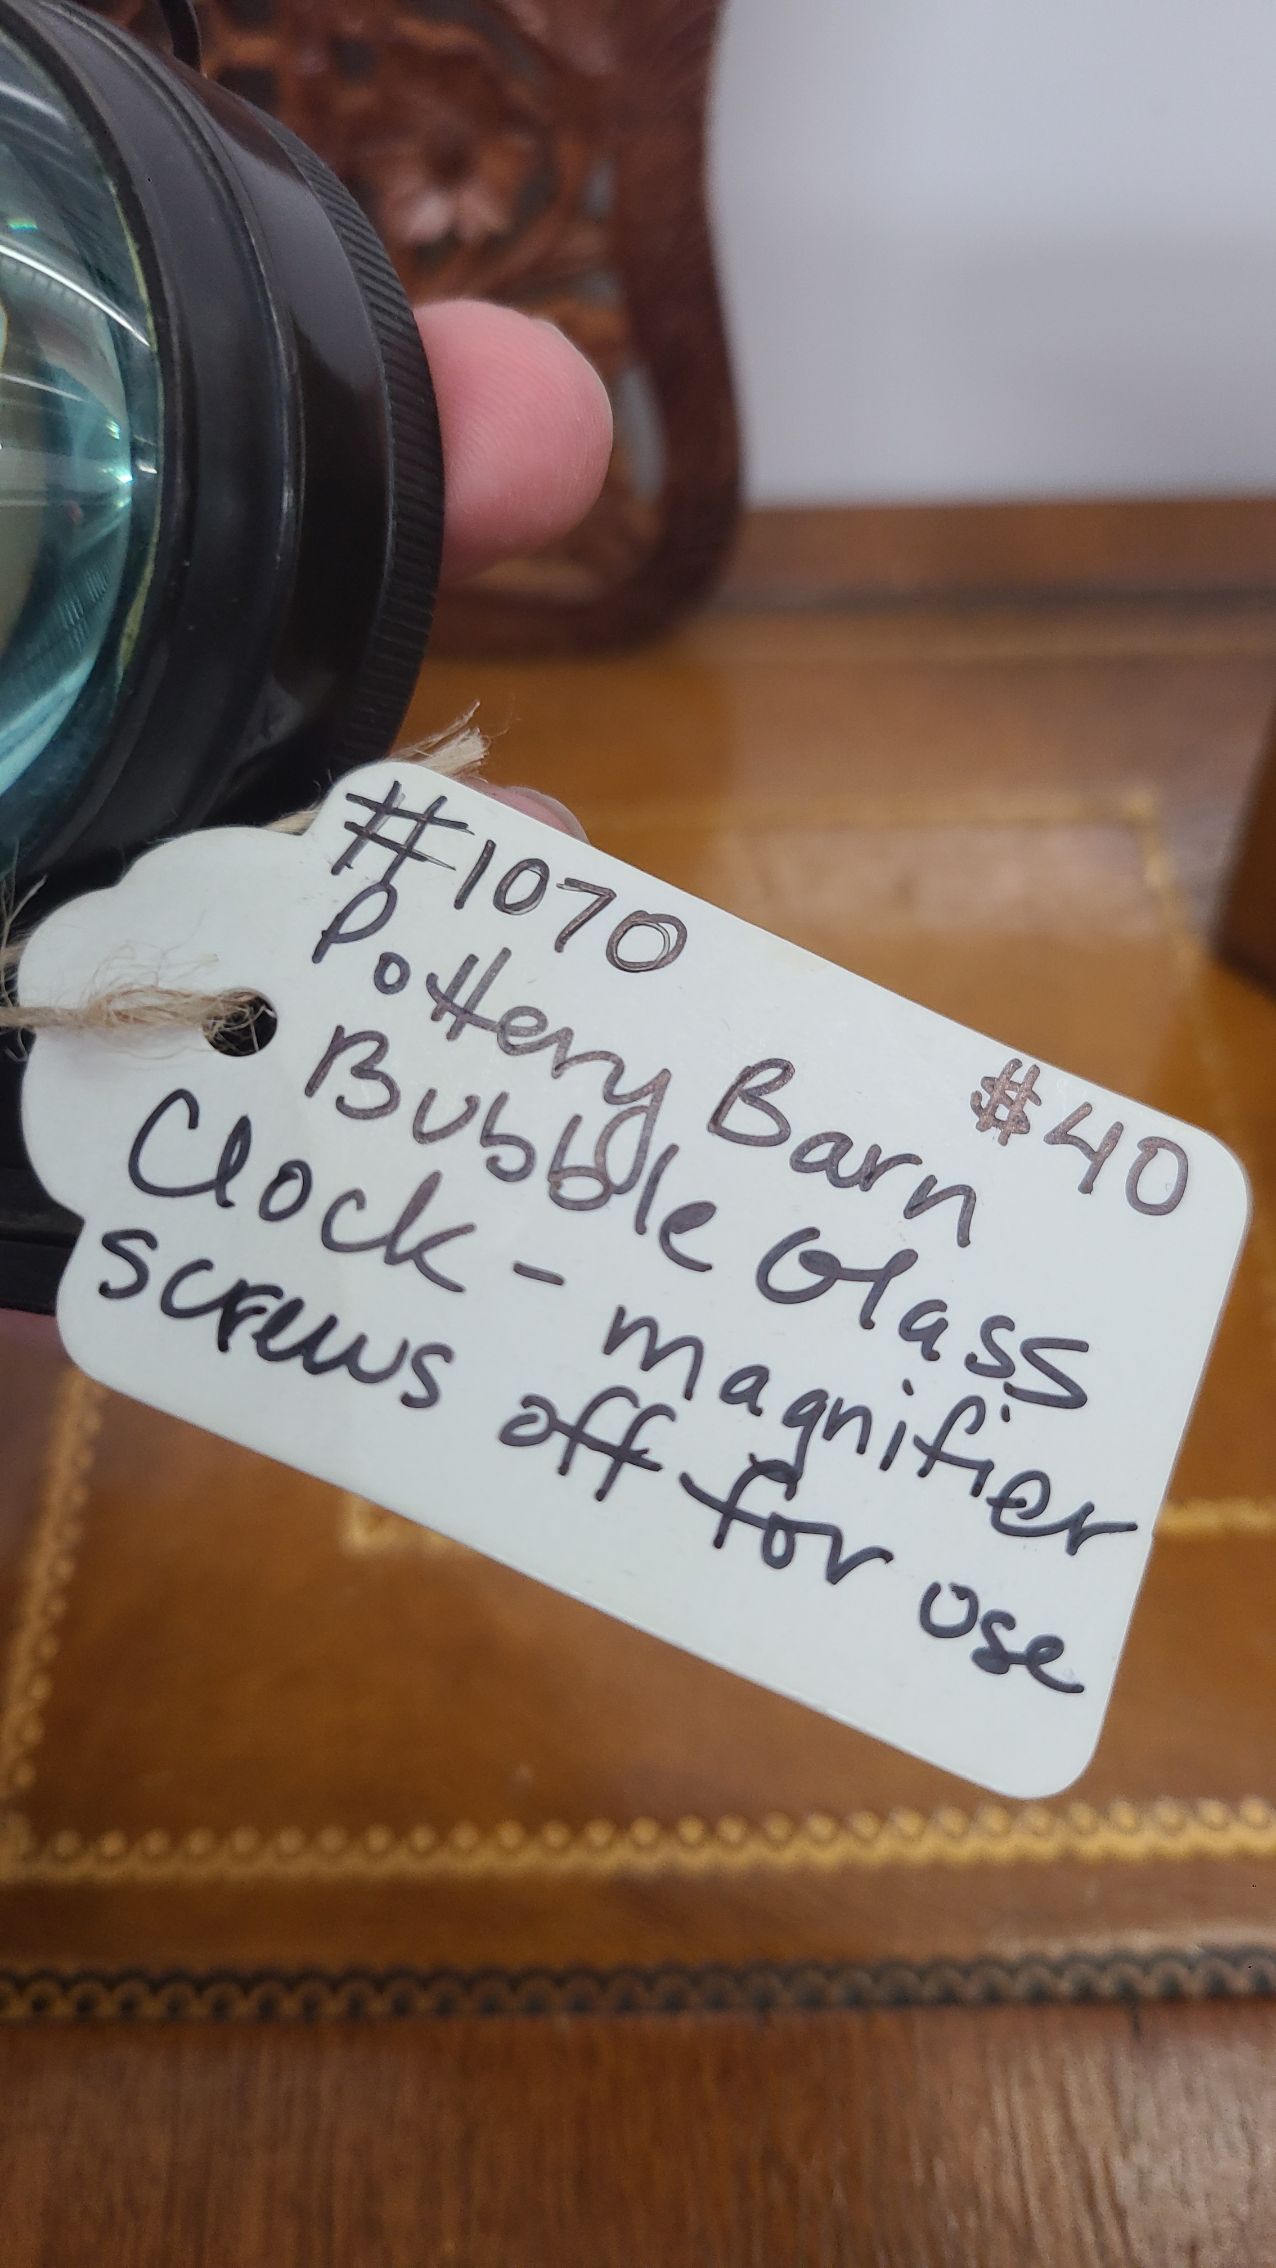 #1070
Pottery Barn $40
Bubble Glass
Clock - magnifier
screws off for use